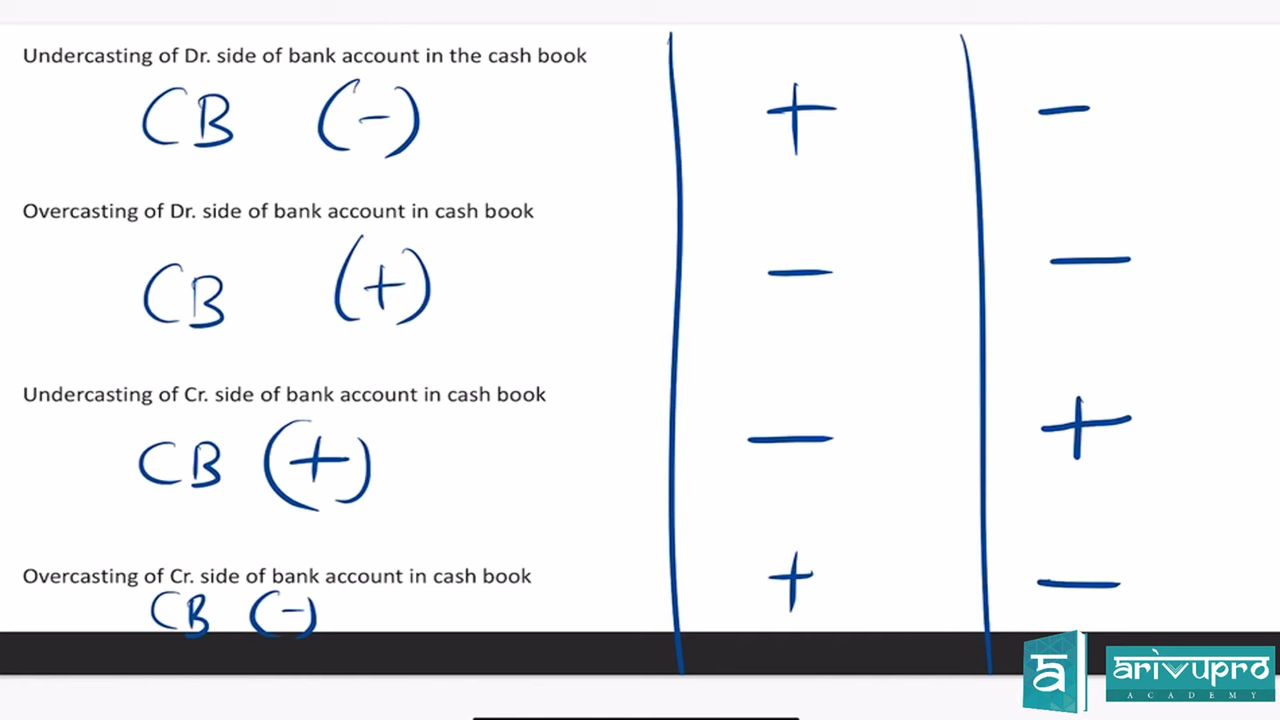 Undercasting of Dr. side of bank account in the cash book
CB (-) + -
Overcasting of Dr. side of bank account in cash book
CB (+) - -
Undercasting of Cr. side of bank account in cash book
CB (+) - +
Overcasting of Cr. side of bank account in cash book
CB (-) + -
a arivupro
ACADEMY